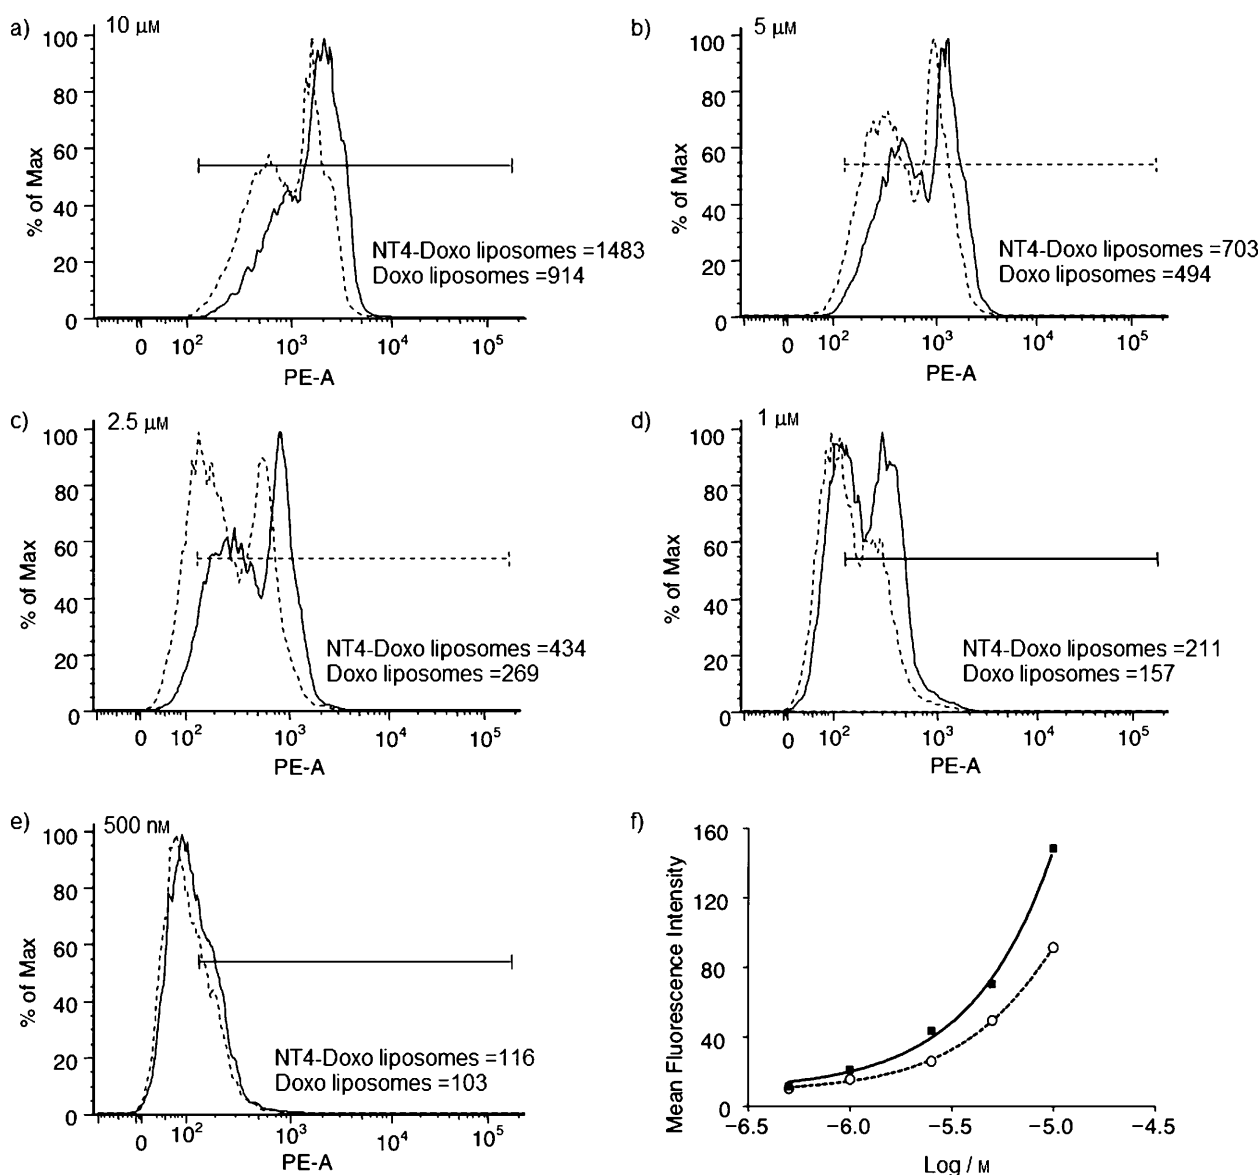 a)
10 μM
% of Max
100
80
60
40
20
0
NT4-Doxo liposomes =1483
Doxo liposomes =914
0 10² 10³ 10⁴ 10⁵
PE-A
b)
5 μM
% of Max
100
80
60
40
20
0
NT4-Doxo liposomes =703
Doxo liposomes =494
0 10² 10³ 10⁴ 10⁵
PE-A
c)
2.5 μM
% of Max
100
80
60
40
20
0
NT4-Doxo liposomes =434
Doxo liposomes =269
0 10² 10³ 10⁴ 10⁵
PE-A
d)
1 μM
% of Max
100
80
60
40
20
0
NT4-Doxo liposomes =211
Doxo liposomes =157
0 10² 10³ 10⁴ 10⁵
PE-A
e)
500 nM
% of Max
100
80
60
40
20
0
NT4-Doxo liposomes =116
Doxo liposomes =103
0 10² 10³ 10⁴ 10⁵
PE-A
f)
Mean Fluorescence Intensity
160
120
80
40
0
−6.5 −6.0 −5.5 −5.0 −4.5
Log / M